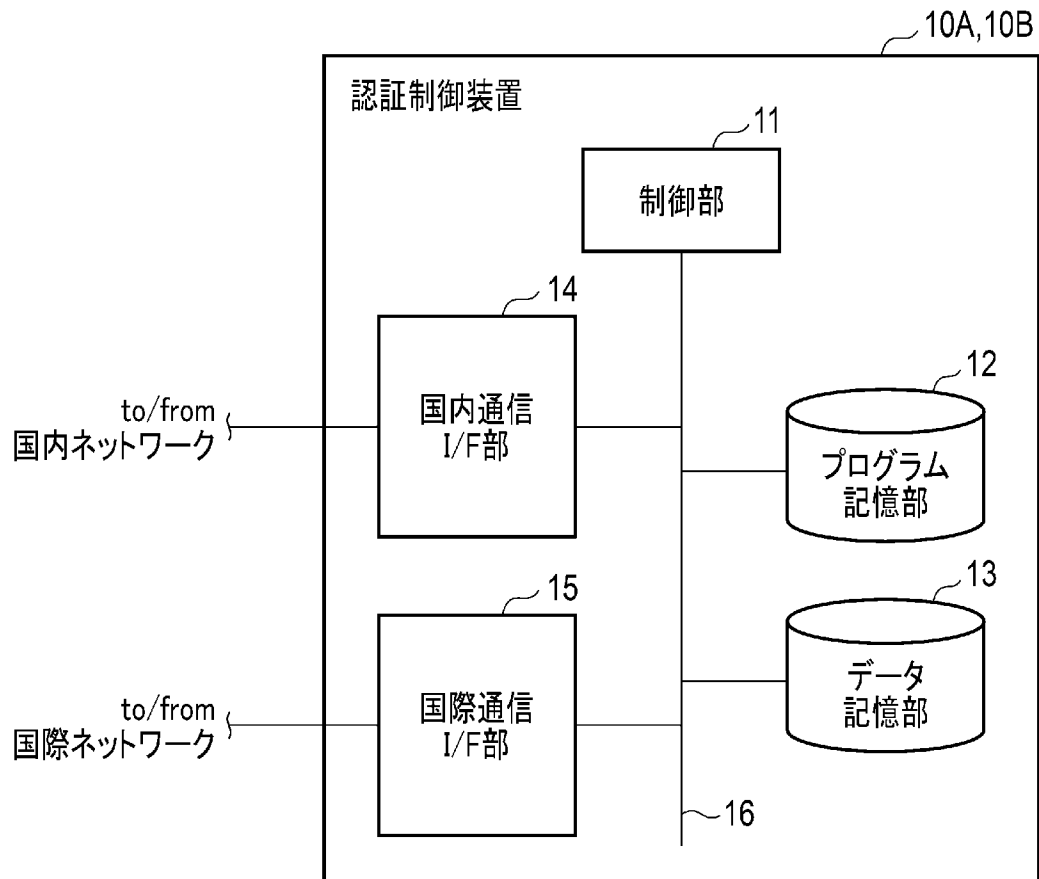 10A,10B
認証制御装置
11
制御部
14
国内通信
I/F部
to/from
国内ネットワーク
12
プログラム
記憶部
15
国際通信
I/F部
to/from
国際ネットワーク
13
データ
記憶部
16